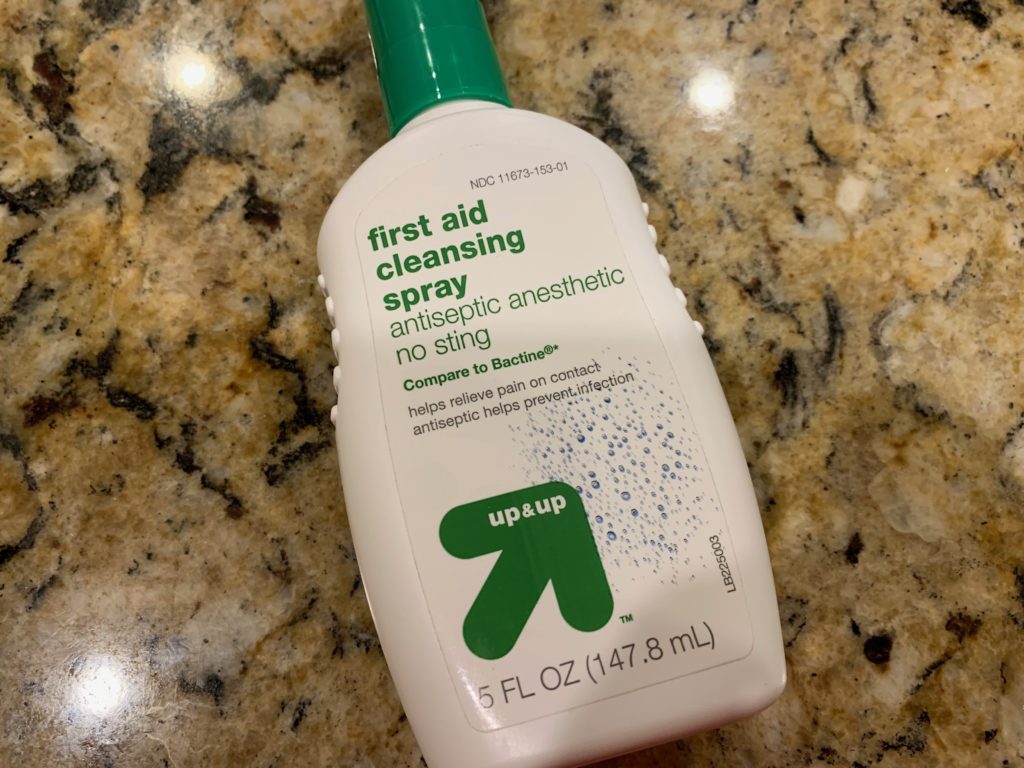 NDC 11673-153-01
first aid
cleansing
spray
antiseptic anesthetic
no sting
Compare to Bactine®*
helps relieve pain on contact
antiseptic helps prevent infection
up&up
™
LB225003
5 FL OZ (147.8 mL)